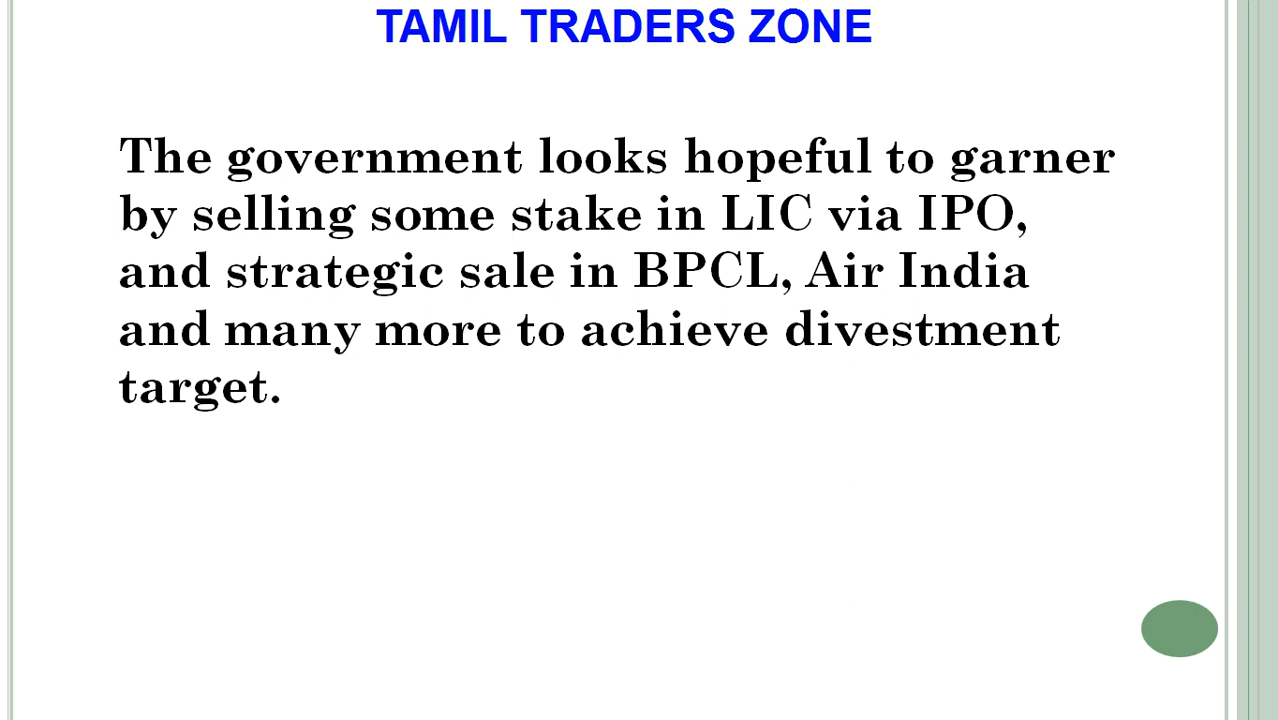 TAMIL TRADERS ZONE
The government looks hopeful to garner
by selling some stake in LIC via IPO,
and strategic sale in BPCL, Air India
and many more to achieve divestment
target.